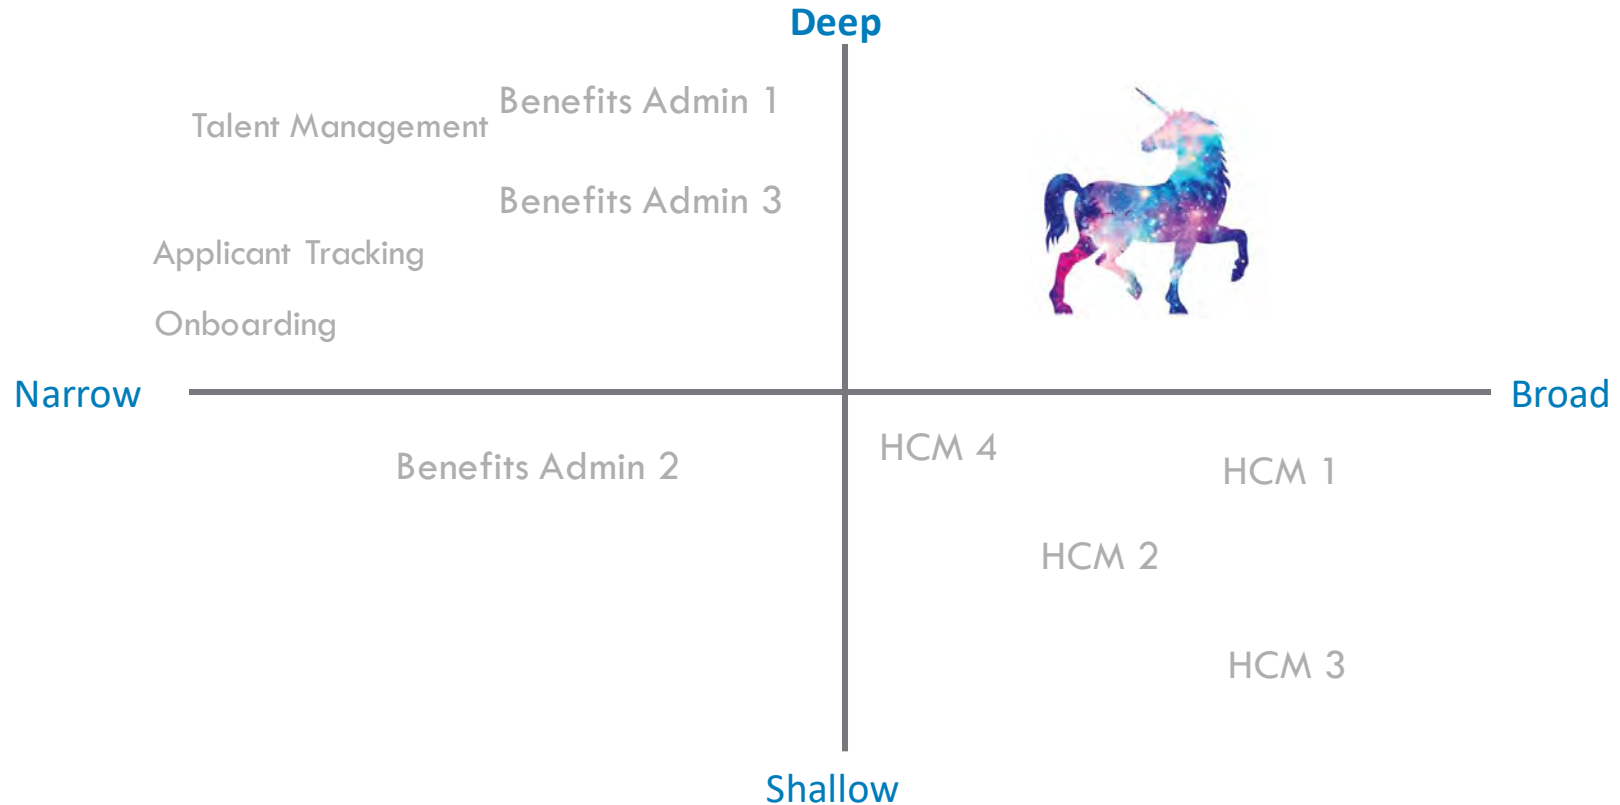 Deep
Benefits Admin 1
Talent Management
Benefits Admin 3
Applicant Tracking
Onboarding
Narrow
Broad
HCM 4
Benefits Admin 2
HCM 1
HCM 2
HCM 3
Shallow